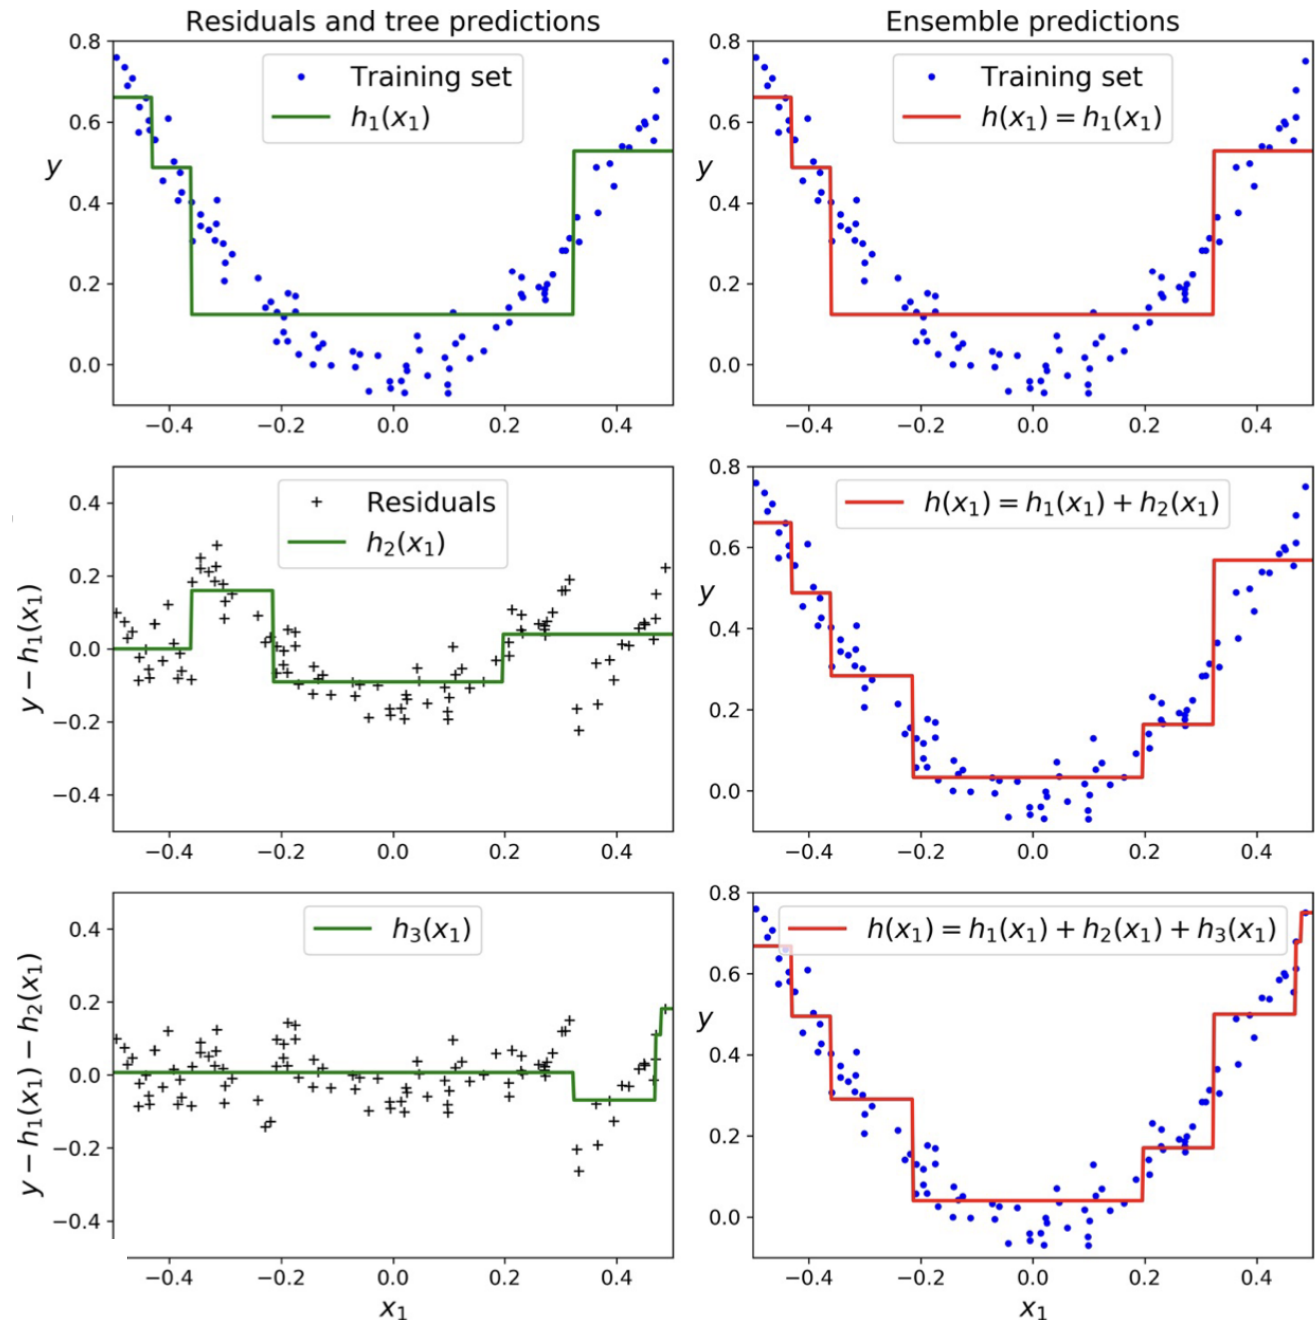 Residuals and tree predictions
Ensemble predictions
0.8
0.6
0.4
0.2
0.0
y
Training set
h₁(x₁)
−0.4 −0.2 0.0 0.2 0.4
0.8
0.6
0.4
0.2
0.0
y
Training set
h(x₁) = h₁(x₁)
−0.4 −0.2 0.0 0.2 0.4
0.4
0.2
0.0
−0.2
−0.4
y − h₁(x₁)
Residuals
h₂(x₁)
−0.4 −0.2 0.0 0.2 0.4
0.8
0.6
0.4
0.2
0.0
y
h(x₁) = h₁(x₁) + h₂(x₁)
−0.4 −0.2 0.0 0.2 0.4
0.4
0.2
0.0
−0.2
−0.4
y − h₁(x₁) − h₂(x₁)
h₃(x₁)
−0.4 −0.2 0.0 0.2 0.4
x₁
0.8
0.6
0.4
0.2
0.0
y
h(x₁) = h₁(x₁) + h₂(x₁) + h₃(x₁)
−0.4 −0.2 0.0 0.2 0.4
x₁